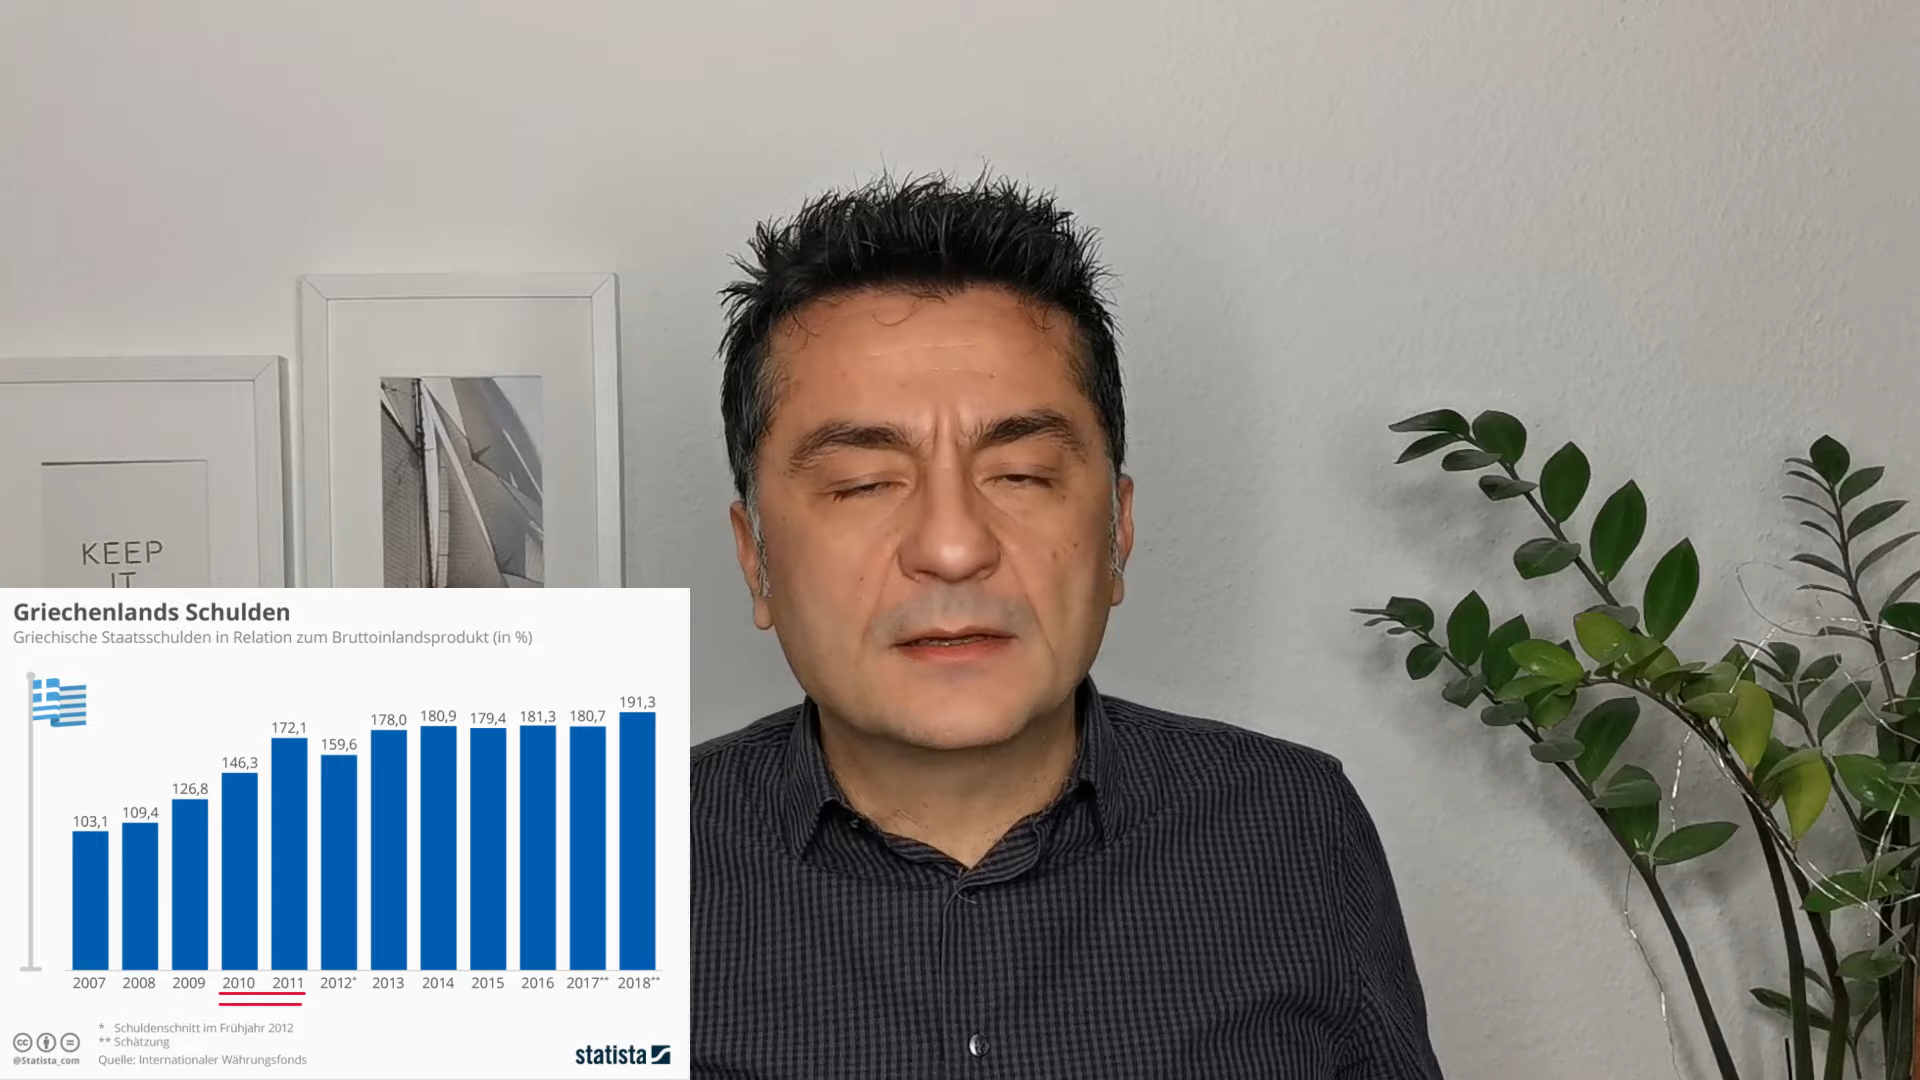 KEEP
IT
Griechenlands Schulden
Griechische Staatsschulden in Relation zum Bruttoinlandsprodukt (in %)
103,1 109,4 126,8 146,3 172,1 159,6 178,0 180,9 179,4 181,3 180,7 191,3
2007 2008 2009 2010 2011 2012* 2013 2014 2015 2016 2017** 2018**
* Schuldenschnitt im Frühjahr 2012
** Schätzung
@Statista_com
Quelle: Internationaler Währungsfonds
statista